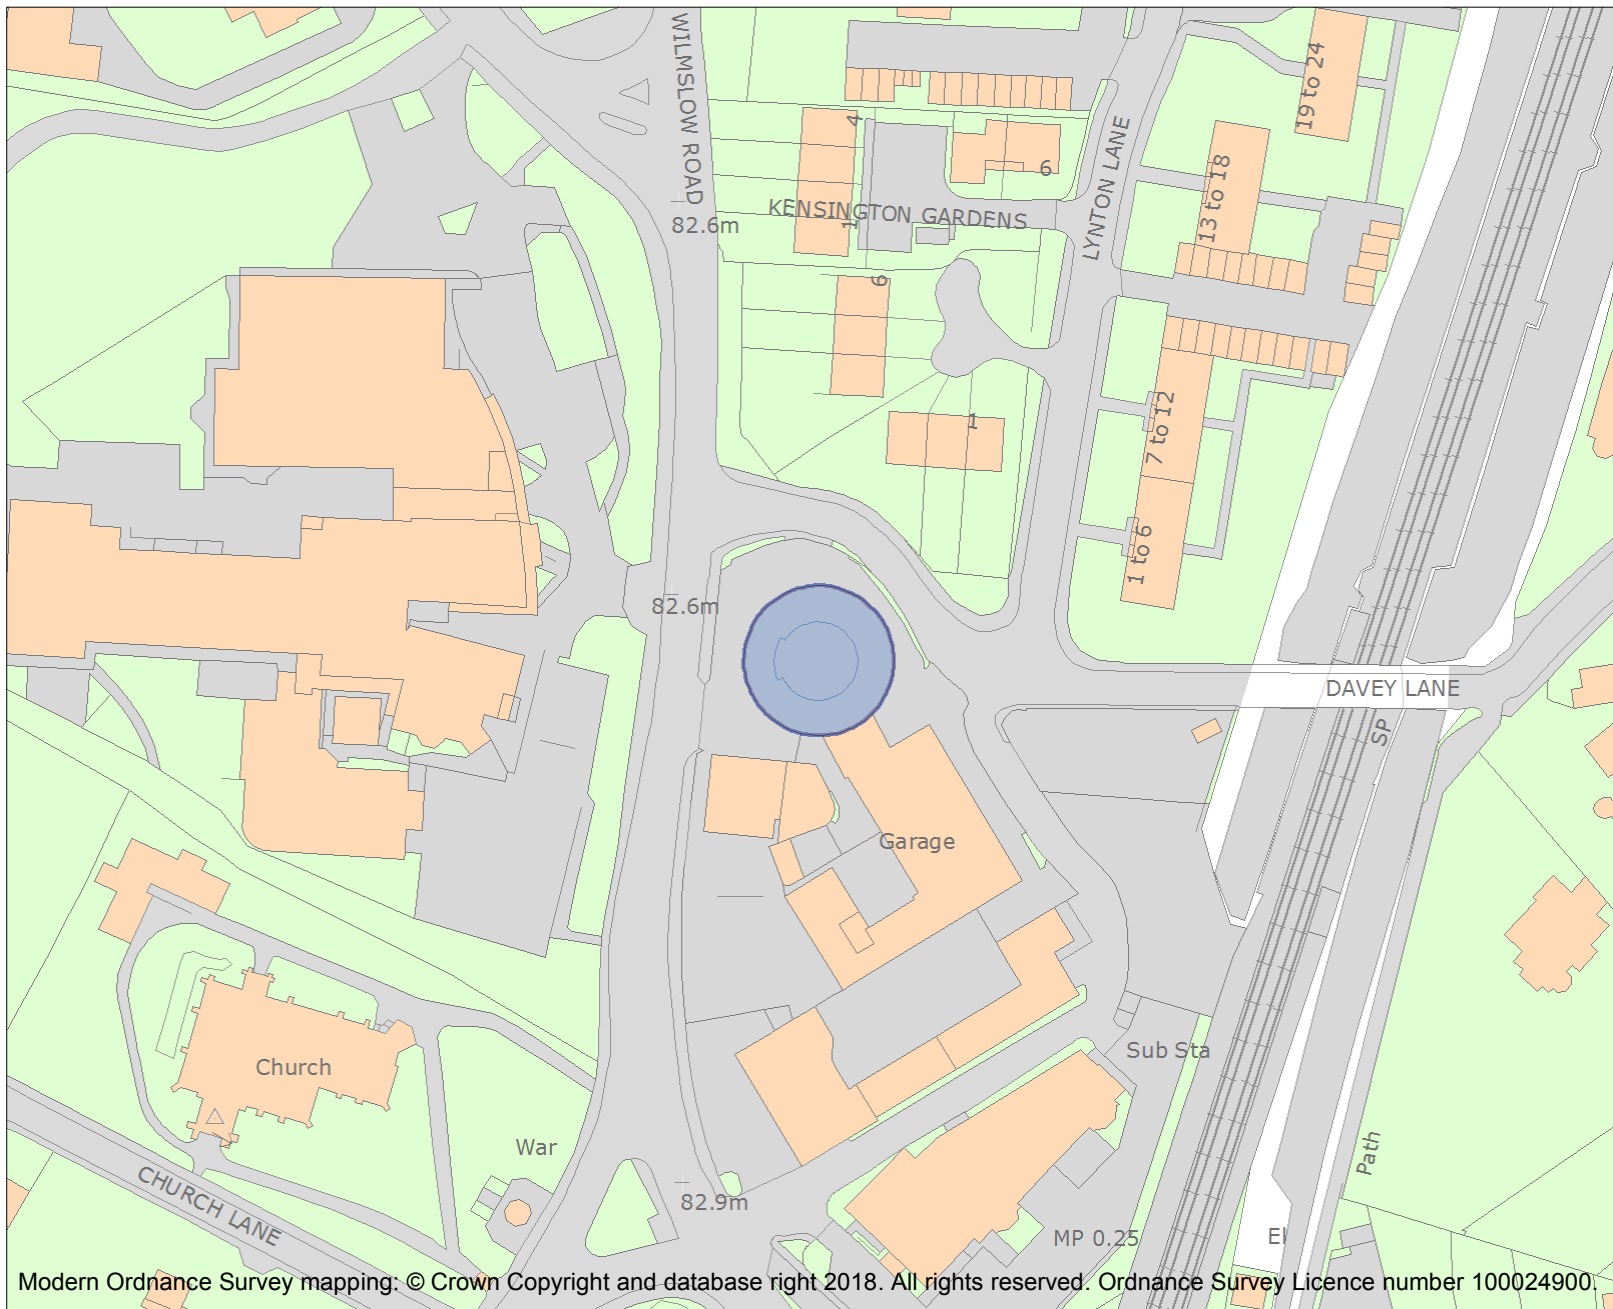 WILMSLOW ROAD
19 to 24
4
6
LYNTON LANE
13 to 18
KENSINGTON GARDENS
1
82.6m
6
1
7 to 12
1 to 6
82.6m
DAVEY LANE
SP
Garage
Sub Sta
Church
War
Path
CHURCH LANE
82.9m
MP 0.25
El
Modern Ordnance Survey mapping: © Crown Copyright and database right 2018. All rights reserved. Ordnance Survey Licence number 100024900.